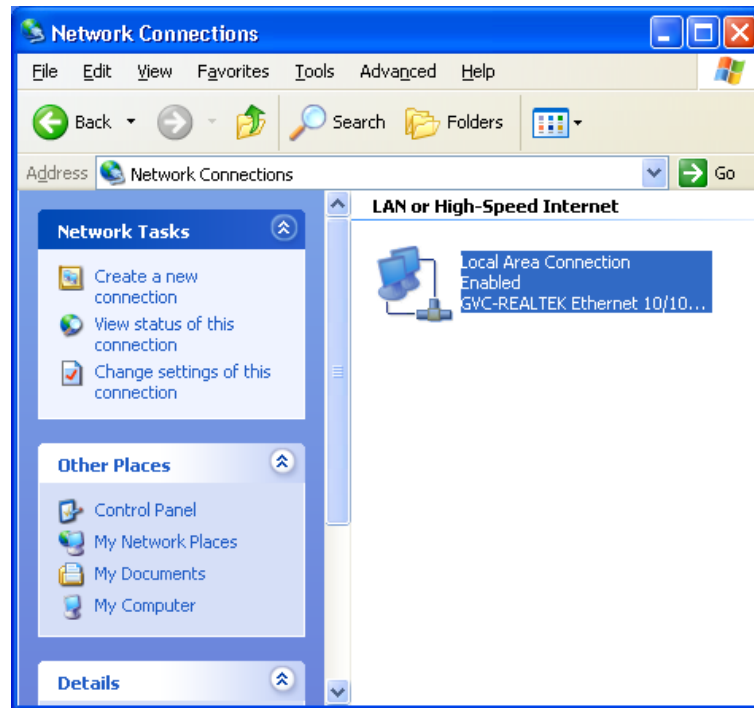 Network Connections
File Edit View Favorites Tools Advanced Help
Back Search Folders
Address Network Connections Go
Network Tasks
Create a new
connection
View status of this
connection
Change settings of this
connection
Other Places
Control Panel
My Network Places
My Documents
My Computer
Details
LAN or High-Speed Internet
Local Area Connection
Enabled
GVC-REALTEK Ethernet 10/10...